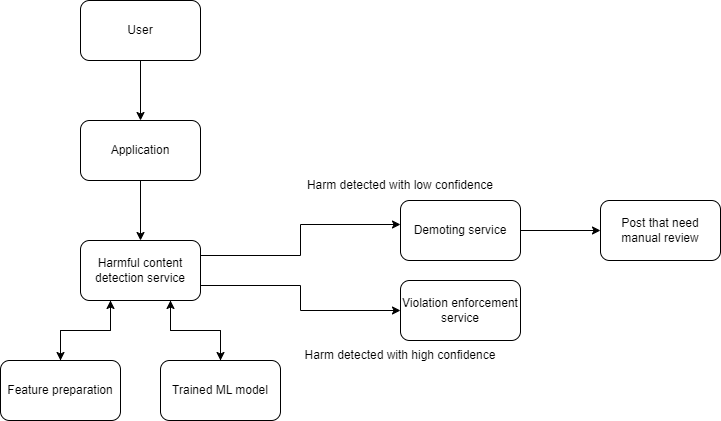 User
Application
Harm detected with low confidence
Harmful content
detection service
Demoting service
Post that need
manual review
Violation enforcement
service
Harm detected with high confidence
Feature preparation
Trained ML model